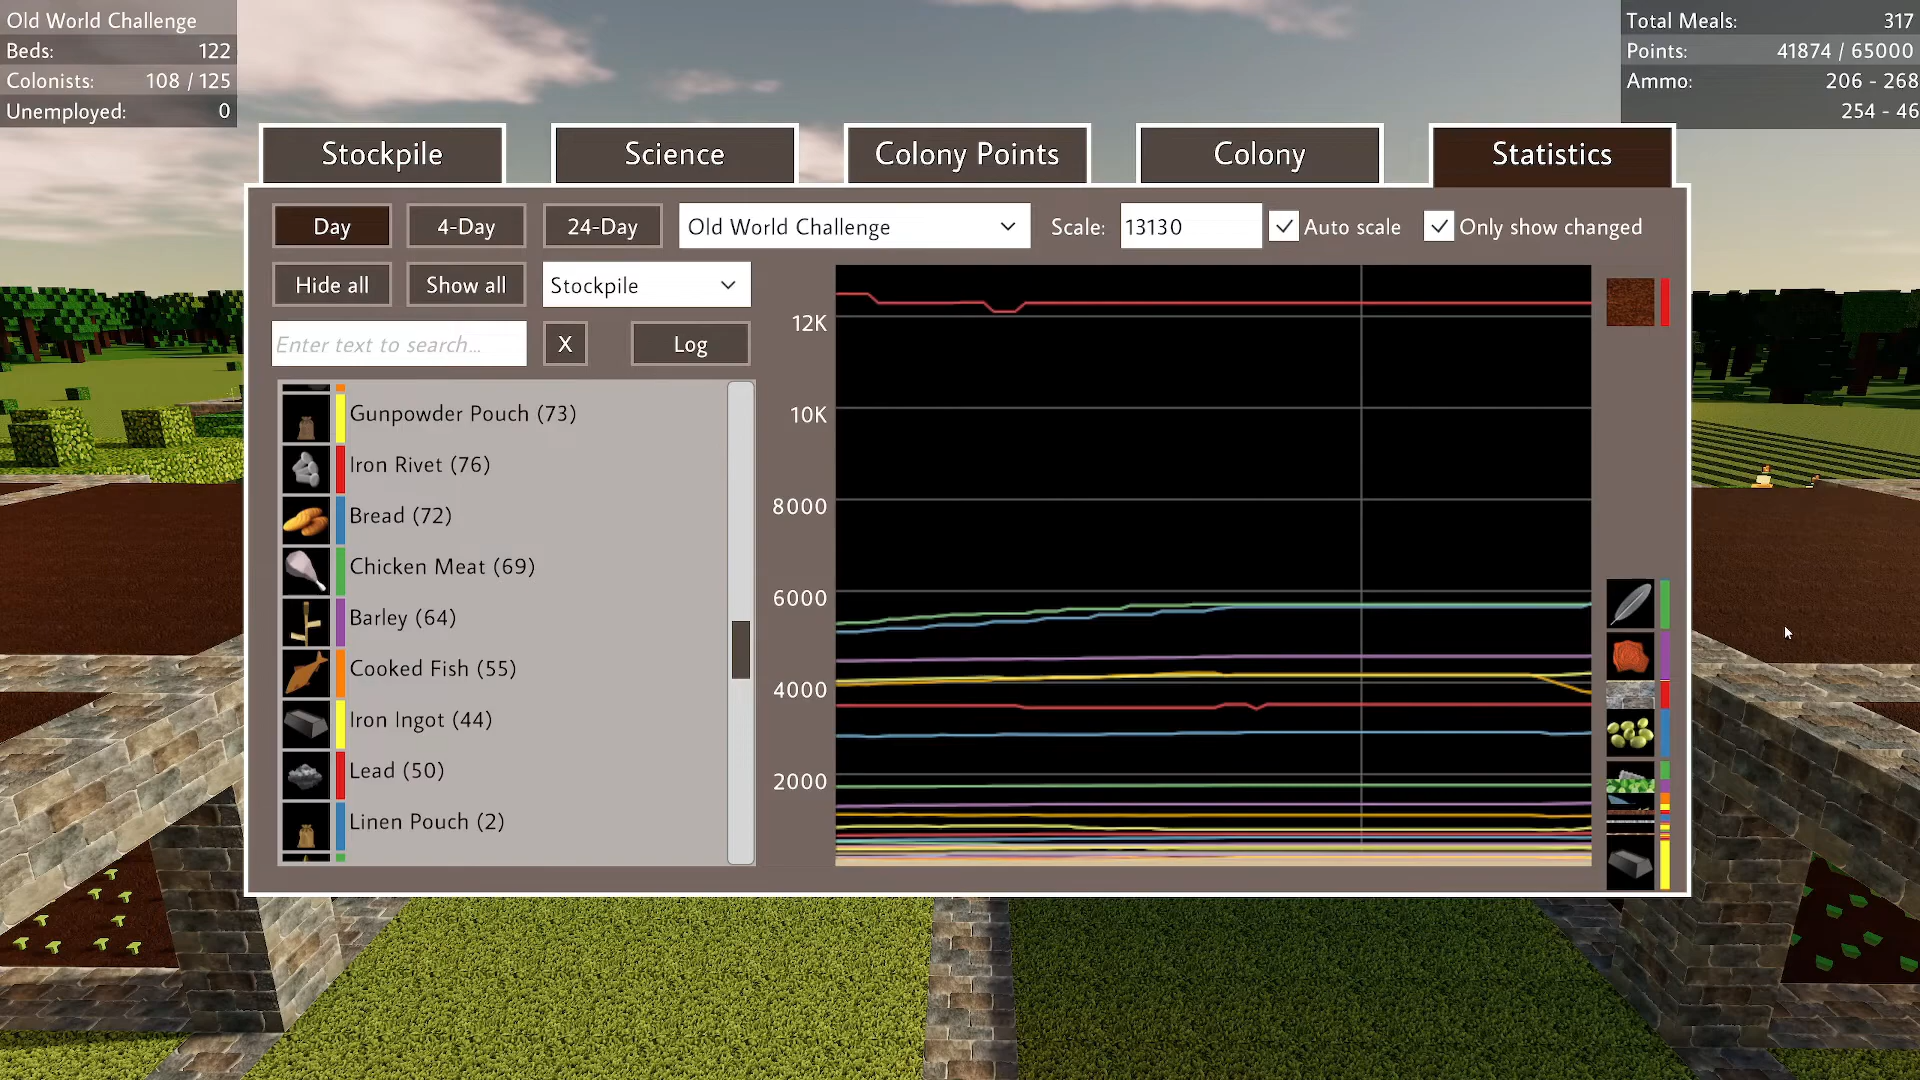 Old World Challenge
Beds: 122
Colonists: 108 / 125
Unemployed: 0
Total Meals: 317
Points: 41874 / 65000
Ammo: 206 - 268
254 - 46
Stockpile Science Colony Points Colony Statistics
Day 4-Day 24-Day Old World Challenge Scale: 13130 Auto scale Only show changed
Hide all Show all Stockpile
Enter text to search... X Log
Gunpowder Pouch (73)
Iron Rivet (76)
Bread (72)
Chicken Meat (69)
Barley (64)
Cooked Fish (55)
Iron Ingot (44)
Lead (50)
Linen Pouch (2)
12K
10K
8000
6000
4000
2000